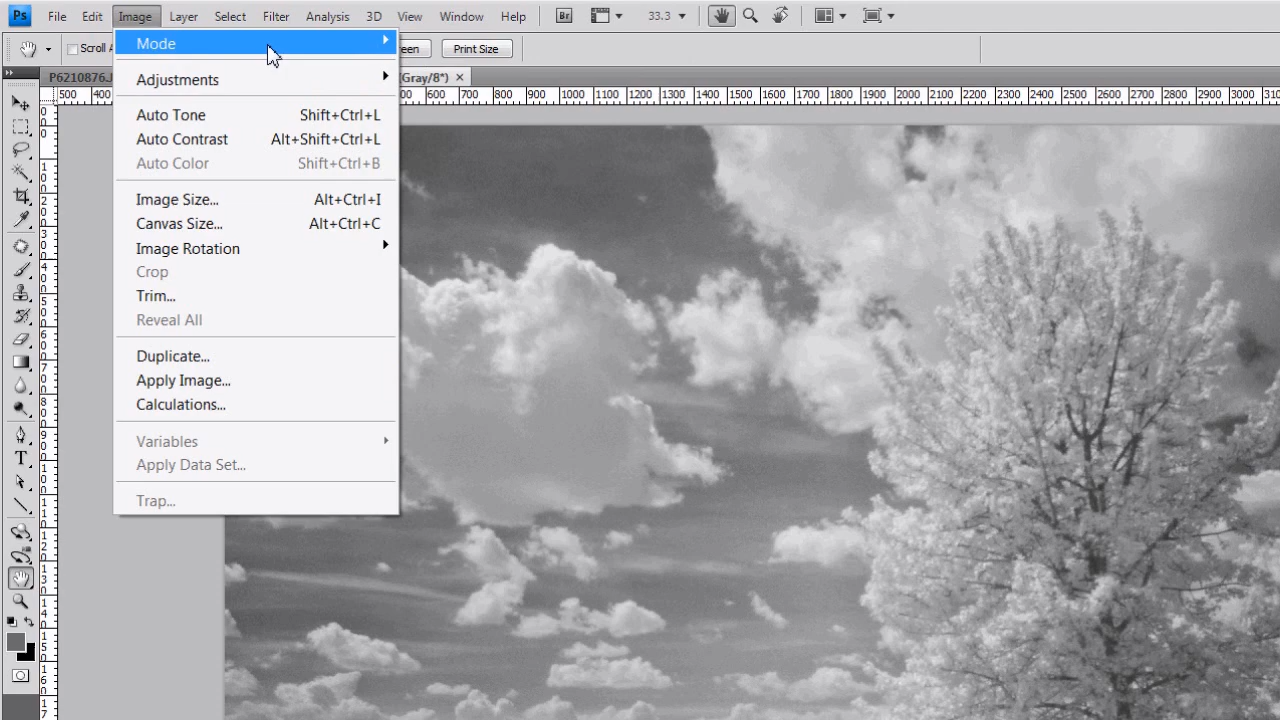 Ps File Edit Image Layer Select Filter Analysis 3D View Window Help Br 33.3
Scroll A een Print Size
P6210876.J (Gray/8*) ×
500 400 600 700 800 900 1000 1100 1200 1300 1400 1500 1600 1700 1800 1900 2000 2100 2200 2300 2400 2500 2600 2700 2800 2900 3000 310
Mode
Adjustments
Auto Tone Shift+Ctrl+L
Auto Contrast Alt+Shift+Ctrl+L
Auto Color Shift+Ctrl+B
Image Size... Alt+Ctrl+I
Canvas Size... Alt+Ctrl+C
Image Rotation
Crop
Trim...
Reveal All
Duplicate...
Apply Image...
Calculations...
Variables
Apply Data Set...
Trap...
T